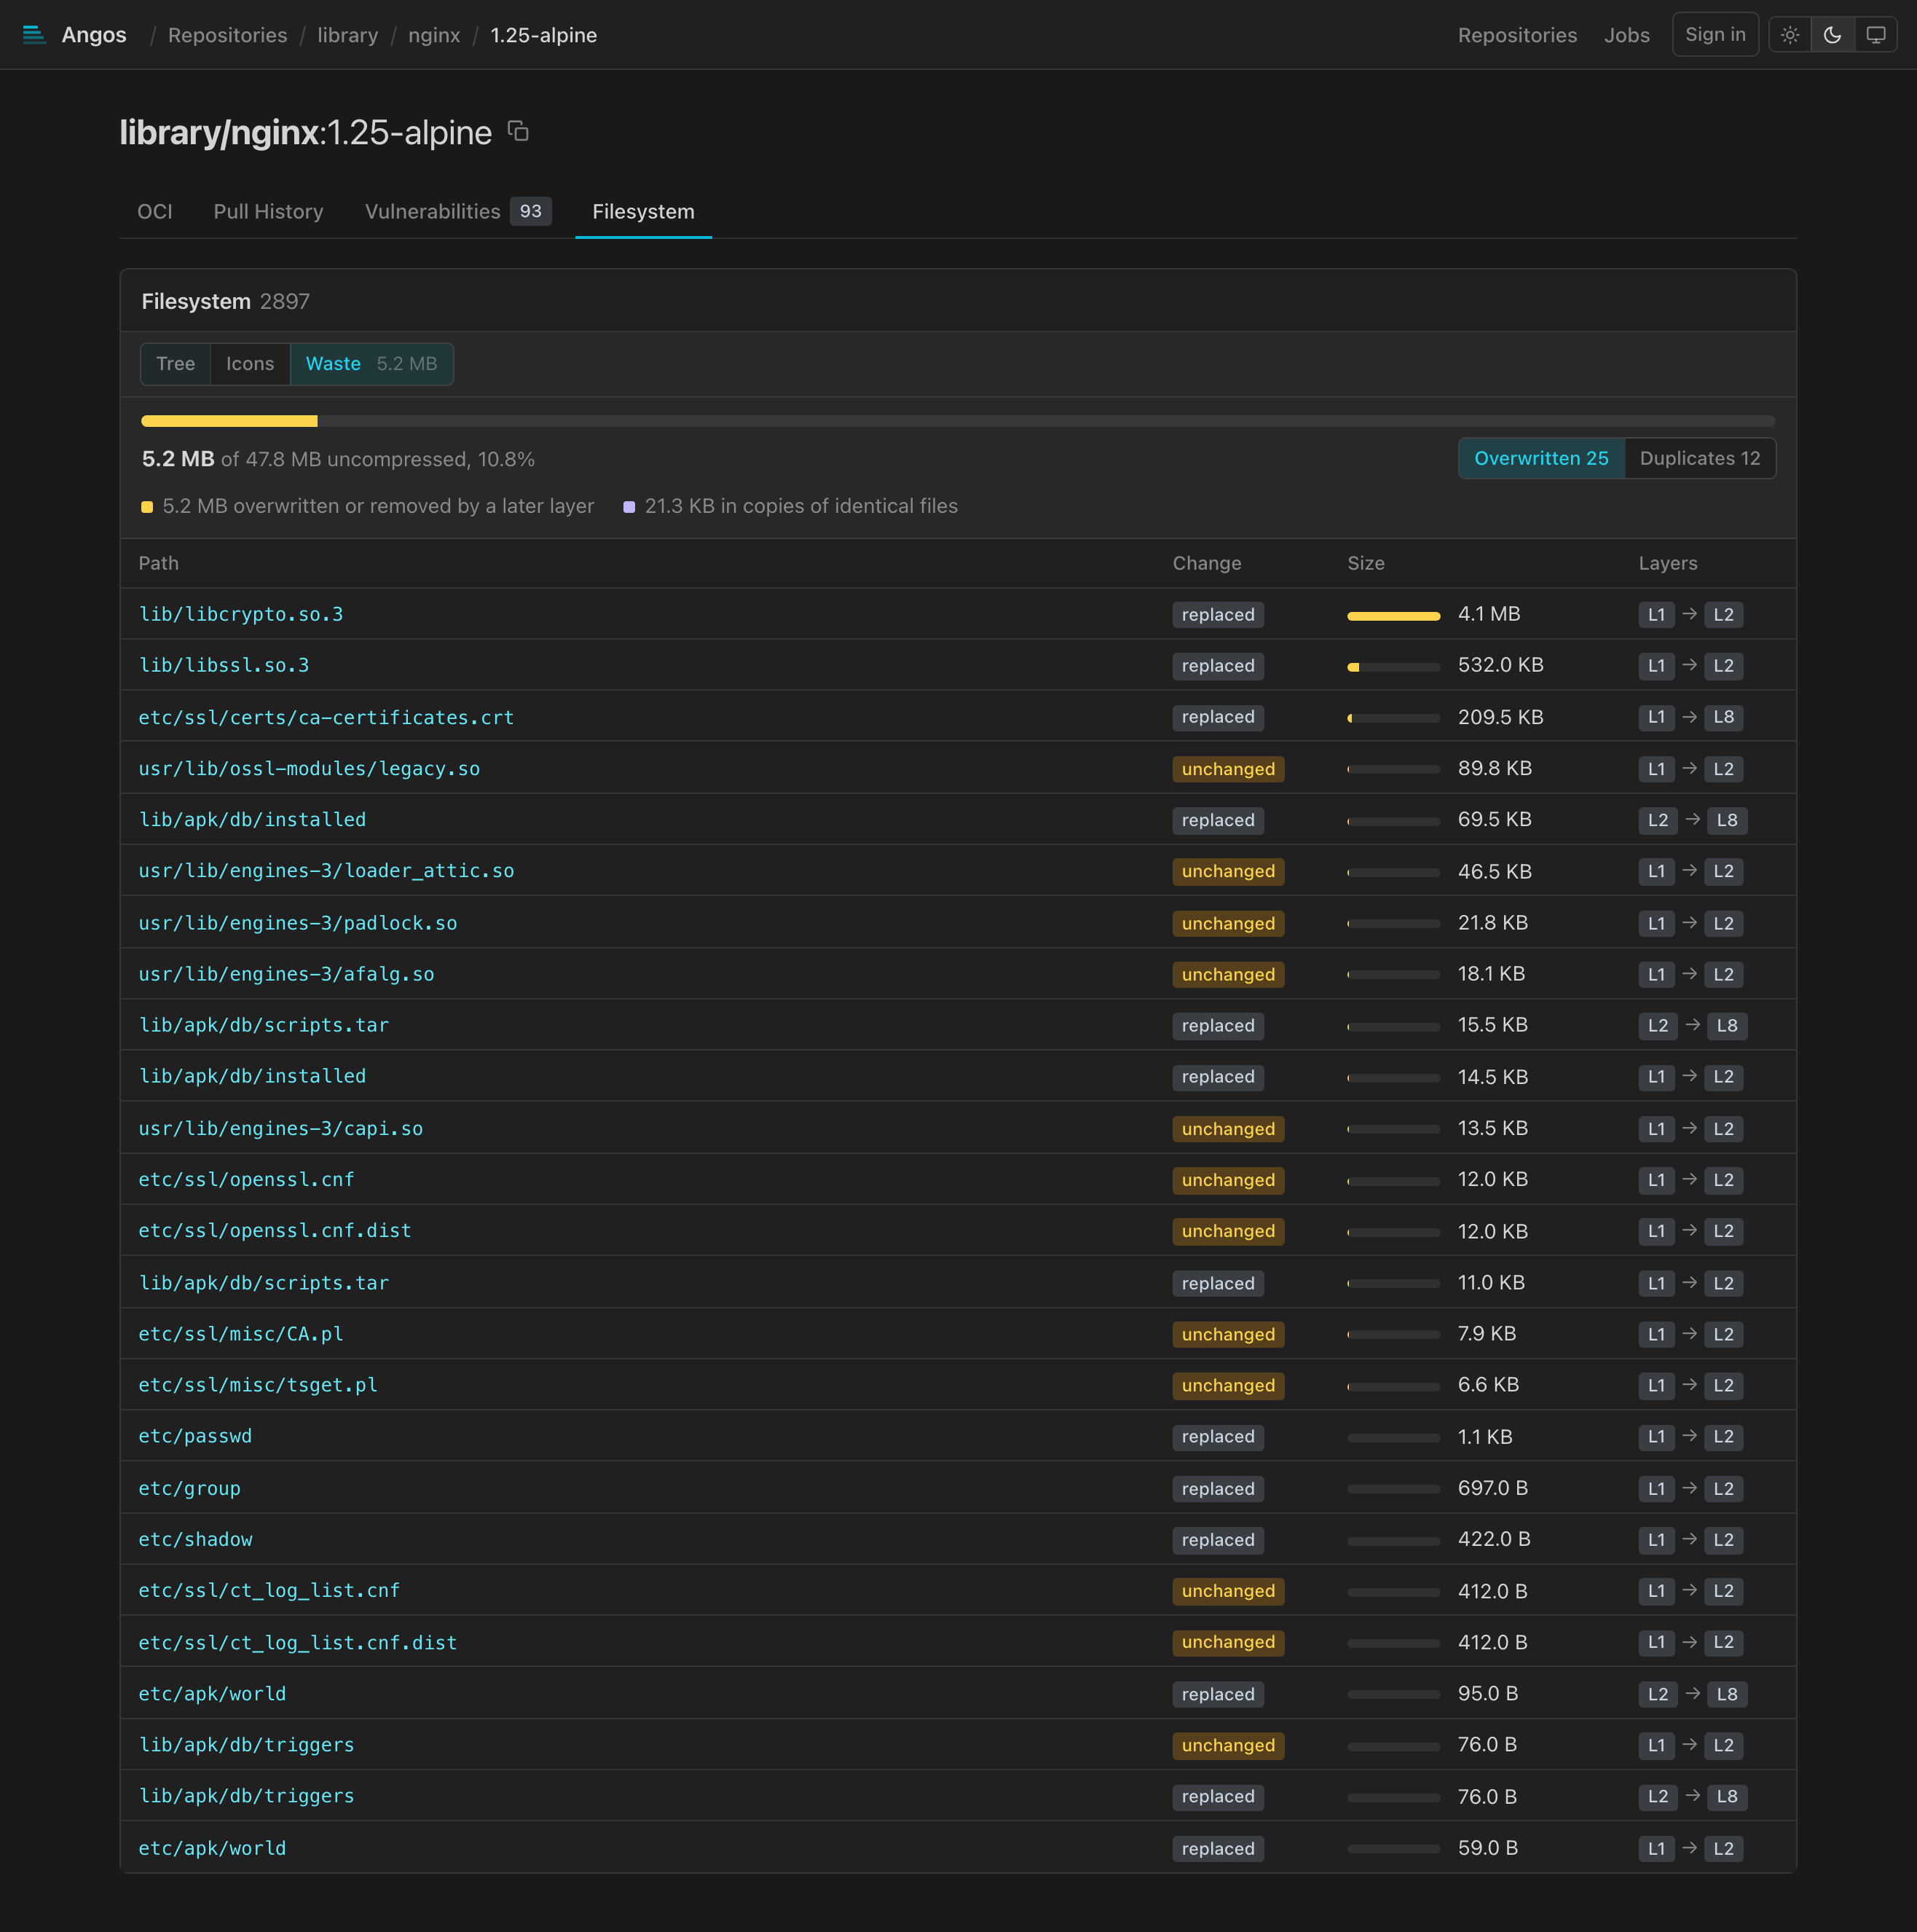 Angos / Repositories / library / nginx / 1.25-alpine Repositories Jobs Sign in
library/nginx:1.25-alpine
OCI Pull History Vulnerabilities 93 Filesystem
Filesystem 2897
Tree Icons Waste 5.2 MB
5.2 MB of 47.8 MB uncompressed, 10.8% Overwritten 25 Duplicates 12
5.2 MB overwritten or removed by a later layer 21.3 KB in copies of identical files
Path Change Size Layers
lib/libcrypto.so.3 replaced 4.1 MB L1 → L2
lib/libssl.so.3 replaced 532.0 KB L1 → L2
etc/ssl/certs/ca-certificates.crt replaced 209.5 KB L1 → L8
usr/lib/ossl-modules/legacy.so unchanged 89.8 KB L1 → L2
lib/apk/db/installed replaced 69.5 KB L2 → L8
usr/lib/engines-3/loader_attic.so unchanged 46.5 KB L1 → L2
usr/lib/engines-3/padlock.so unchanged 21.8 KB L1 → L2
usr/lib/engines-3/afalg.so unchanged 18.1 KB L1 → L2
lib/apk/db/scripts.tar replaced 15.5 KB L2 → L8
lib/apk/db/installed replaced 14.5 KB L1 → L2
usr/lib/engines-3/capi.so unchanged 13.5 KB L1 → L2
etc/ssl/openssl.cnf unchanged 12.0 KB L1 → L2
etc/ssl/openssl.cnf.dist unchanged 12.0 KB L1 → L2
lib/apk/db/scripts.tar replaced 11.0 KB L1 → L2
etc/ssl/misc/CA.pl unchanged 7.9 KB L1 → L2
etc/ssl/misc/tsget.pl unchanged 6.6 KB L1 → L2
etc/passwd replaced 1.1 KB L1 → L2
etc/group replaced 697.0 B L1 → L2
etc/shadow replaced 422.0 B L1 → L2
etc/ssl/ct_log_list.cnf unchanged 412.0 B L1 → L2
etc/ssl/ct_log_list.cnf.dist unchanged 412.0 B L1 → L2
etc/apk/world replaced 95.0 B L2 → L8
lib/apk/db/triggers unchanged 76.0 B L1 → L2
lib/apk/db/triggers replaced 76.0 B L2 → L8
etc/apk/world replaced 59.0 B L1 → L2